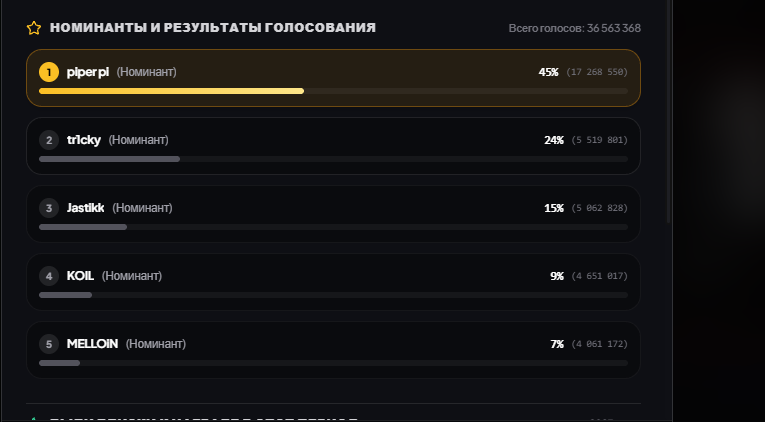 НОМИНАНТЫ И РЕЗУЛЬТАТЫ ГОЛОСОВАНИЯ Всего голосов: 36 563 368
1 piper pl (Номинант) 45% (17 268 550)
2 tr1cky (Номинант) 24% (5 519 801)
3 Jastikk (Номинант) 15% (5 062 828)
4 KOIL (Номинант) 9% (4 651 017)
5 MELLOIN (Номинант) 7% (4 061 172)